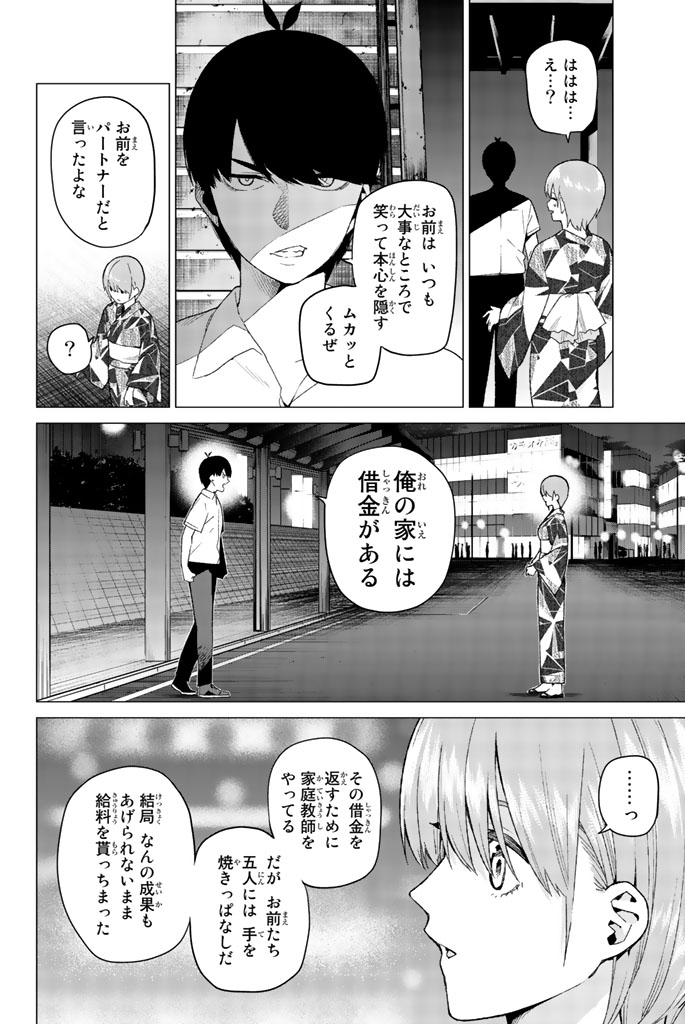 ははは…
え…？
お前は いつも
大事なところで
笑って本心を隠す
ムカッと
くるぜ
お前を
パートナーだと
言ったよな
？
俺の家には
借金がある
……っ
その借金を
返すために
家庭教師を
やってる
だが お前たち
五人には 手を
焼きっぱなしだ
結局 なんの成果も
あげられないまま
給料を貰っちまった